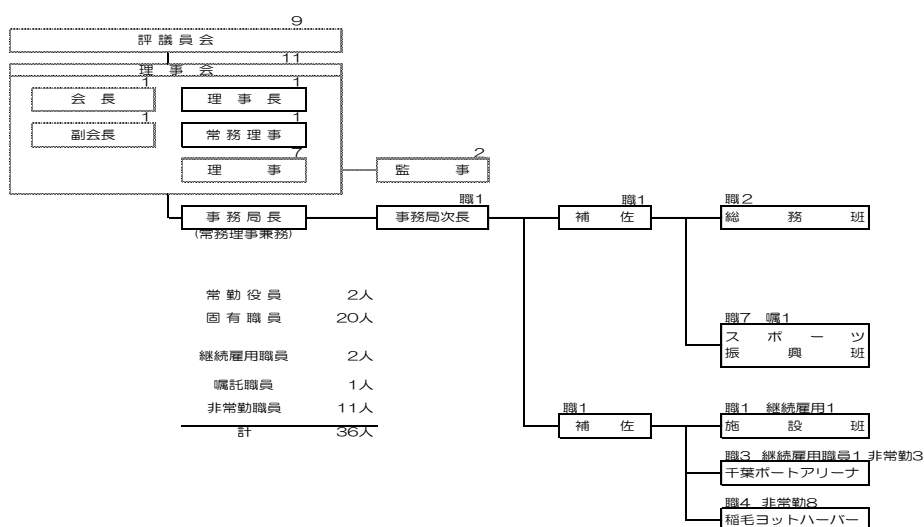 9
評議員会
11
理事会
1 1
会長 理事長
1 1
副会長 常務理事
7 2
理事 監事
職1 職1 職2
事務局長 事務局次長 補佐 総務班
(常務理事兼務)
常勤役員 2人
固有職員 20人
職7 嘱1
スポーツ
振興班
継続雇用職員 2人
嘱託職員 1人
非常勤職員 11人
職1 職1 継続雇用1
計 36人 補佐 施設班
職3 継続雇用職員1 非常勤3
千葉ポートアリーナ
職4 非常勤8
稲毛ヨットハーバー